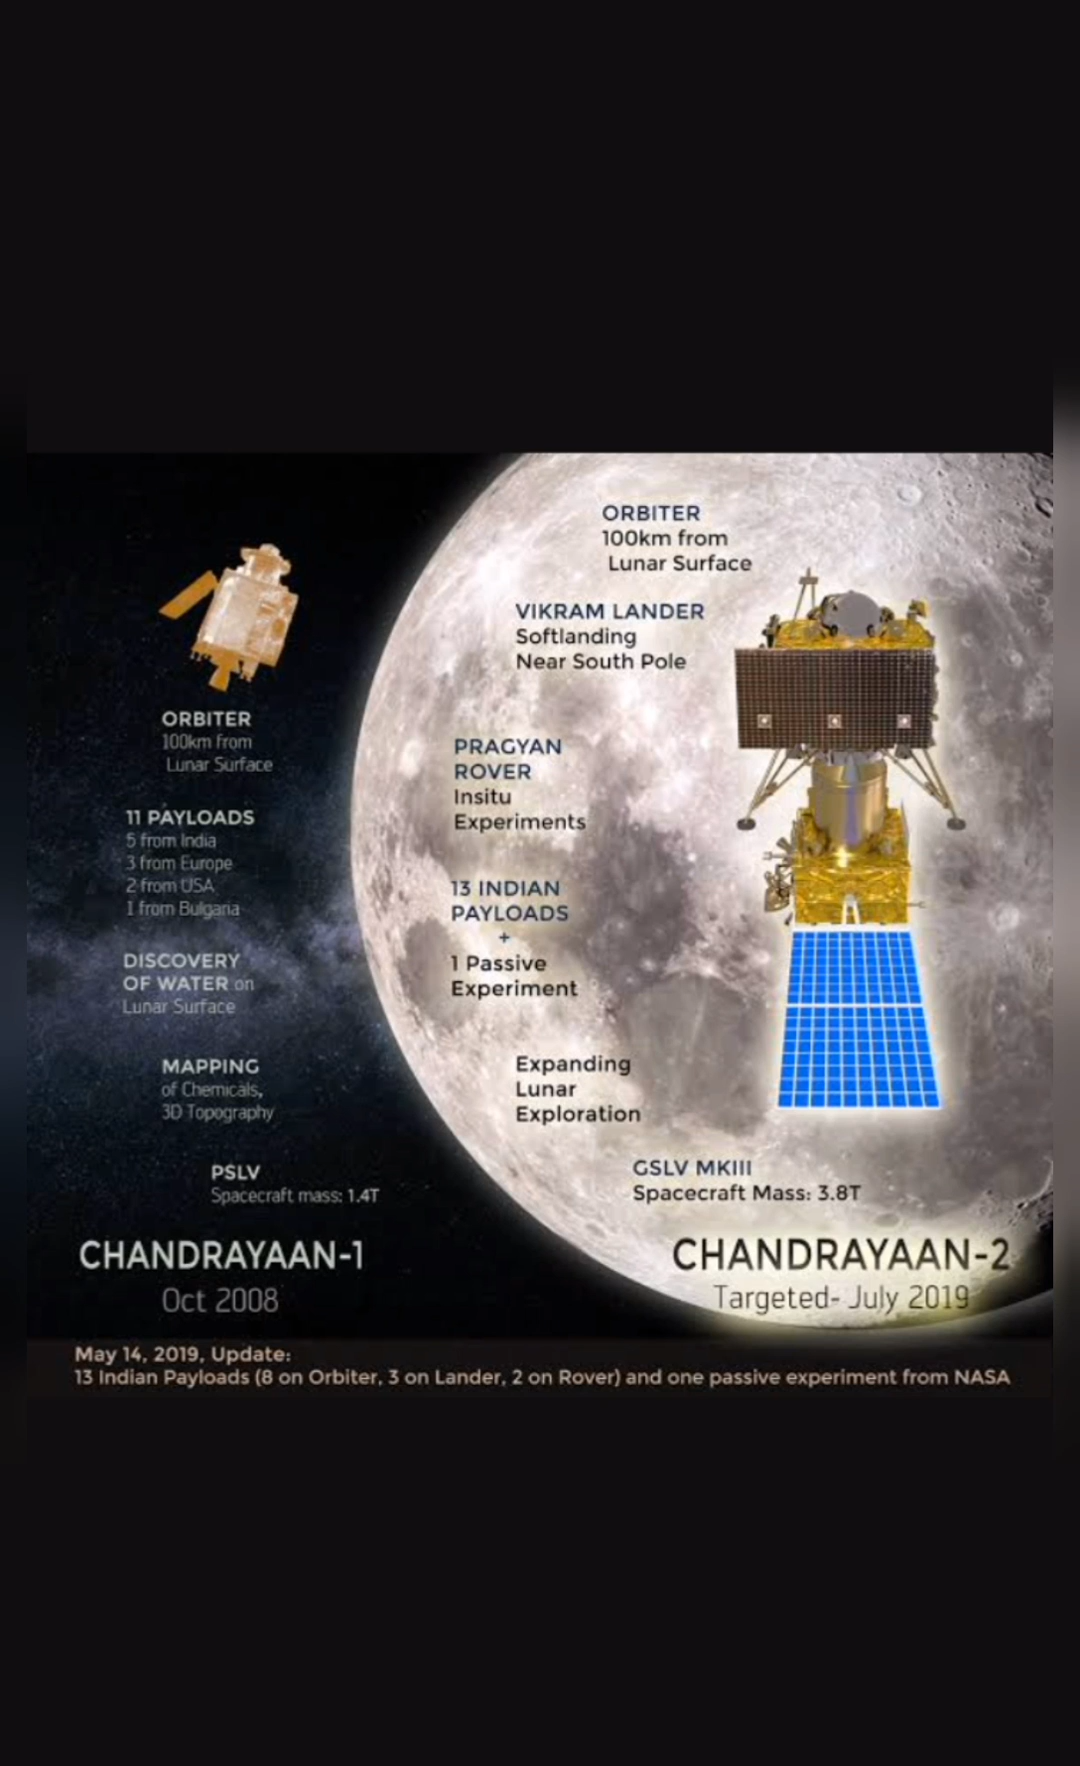 ORBITER
100km from
Lunar Surface
11 PAYLOADS
5 from India
3 from Europe
2 from USA
1 from Bulgaria
DISCOVERY
OF WATER on
Lunar Surface
MAPPING
of Chemicals,
3D Topography
PSLV
Spacecraft mass: 1.4T
CHANDRAYAAN-1
Oct 2008
ORBITER
100km from
Lunar Surface
VIKRAM LANDER
Softlanding
Near South Pole
PRAGYAN
ROVER
Insitu
Experiments
13 INDIAN
PAYLOADS
+
1 Passive
Experiment
Expanding
Lunar
Exploration
GSLV MKIII
Spacecraft Mass: 3.8T
CHANDRAYAAN-2
Targeted- July 2019
May 14, 2019, Update:
13 Indian Payloads (8 on Orbiter, 3 on Lander, 2 on Rover) and one passive experiment from NASA